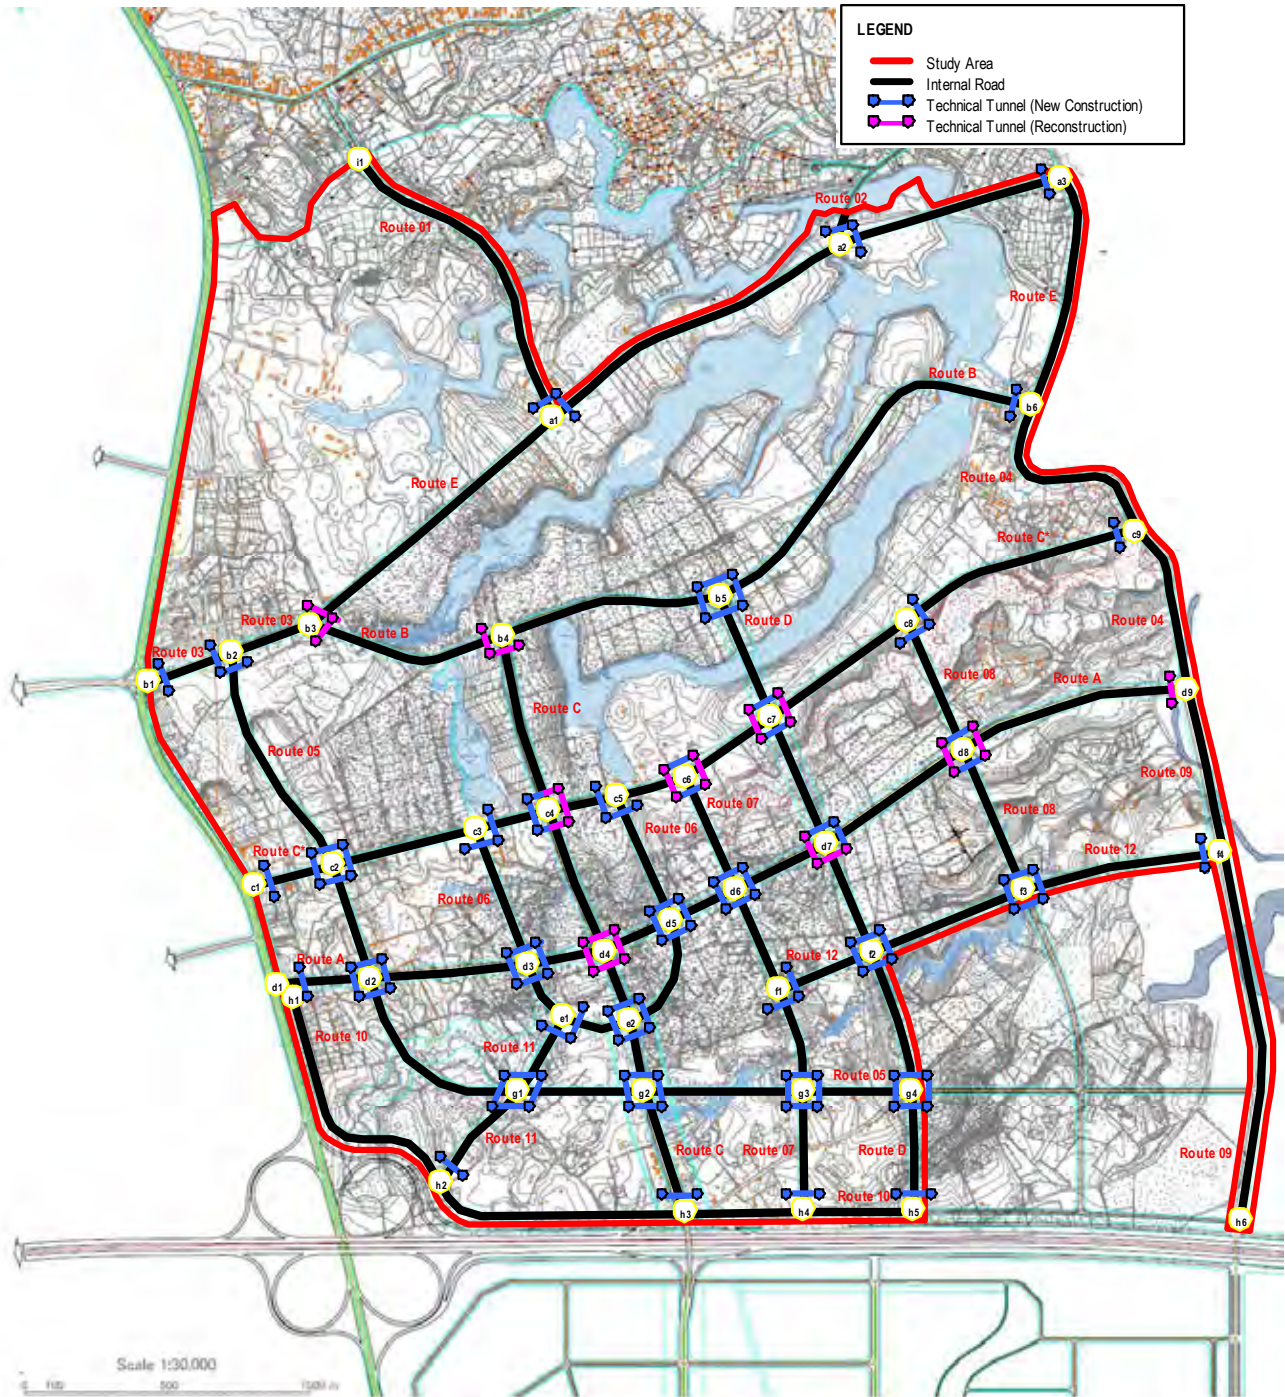 LEGEND
Study Area
Internal Road
Technical Tunnel (New Construction)
Technical Tunnel (Reconstruction)
i1
a3
Route 02
Route 01
a2
Route E
Route B
b6
a1
Route E
Route 04
c9
Route C*
b5
Route D
c8
Route 03
b3
Route B
b4
Route 04
b2
Route 03
b1
Route 08
Route A
d9
Route C
c7
Route 05
d8
c6
Route 09
c5
c4
Route 07
Route 08
c3
Route 06
d7
Route C*
c2
Route 12
f4
c1
Route 06
d6
f3
d5
d4
f2
Route 12
d3
Route A
d2
d1
h1
f1
e1
e2
Route 10
Route 11
Route 05
g1
g2
g3
g4
Route 11
Route C
Route 07
Route D
Route 09
h2
Route 10
h3
h4
h5
h6
Scale 1:30,000
0 100 500 1000 m